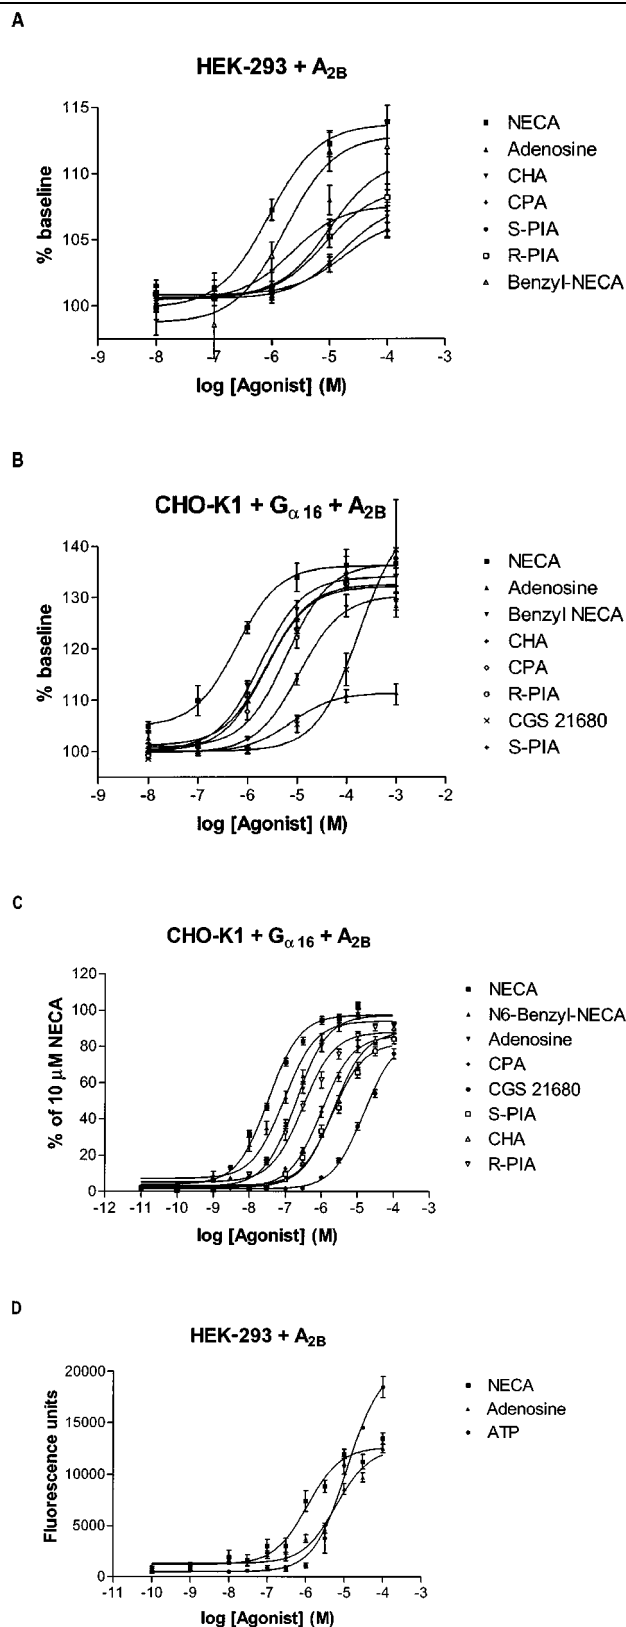 A
HEK-293 + A2B
115
110
105
100
% baseline
-9 -8 -7 -6 -5 -4 -3
log [Agonist] (M)
NECA
Adenosine
CHA
CPA
S-PIA
R-PIA
Benzyl-NECA
B
CHO-K1 + Gα 16 + A2B
140
130
120
110
100
% baseline
-9 -8 -7 -6 -5 -4 -3 -2
log [Agonist] (M)
NECA
Adenosine
Benzyl NECA
CHA
CPA
R-PIA
CGS 21680
S-PIA
C
CHO-K1 + Gα 16 + A2B
120
100
80
60
40
20
0
% of 10 μM NECA
-12 -11 -10 -9 -8 -7 -6 -5 -4 -3
log [Agonist] (M)
NECA
N6-Benzyl-NECA
Adenosine
CPA
CGS 21680
S-PIA
CHA
R-PIA
D
HEK-293 + A2B
20000
15000
10000
5000
0
Fluorescence units
-11 -10 -9 -8 -7 -6 -5 -4 -3
log [Agonist] (M)
NECA
Adenosine
ATP